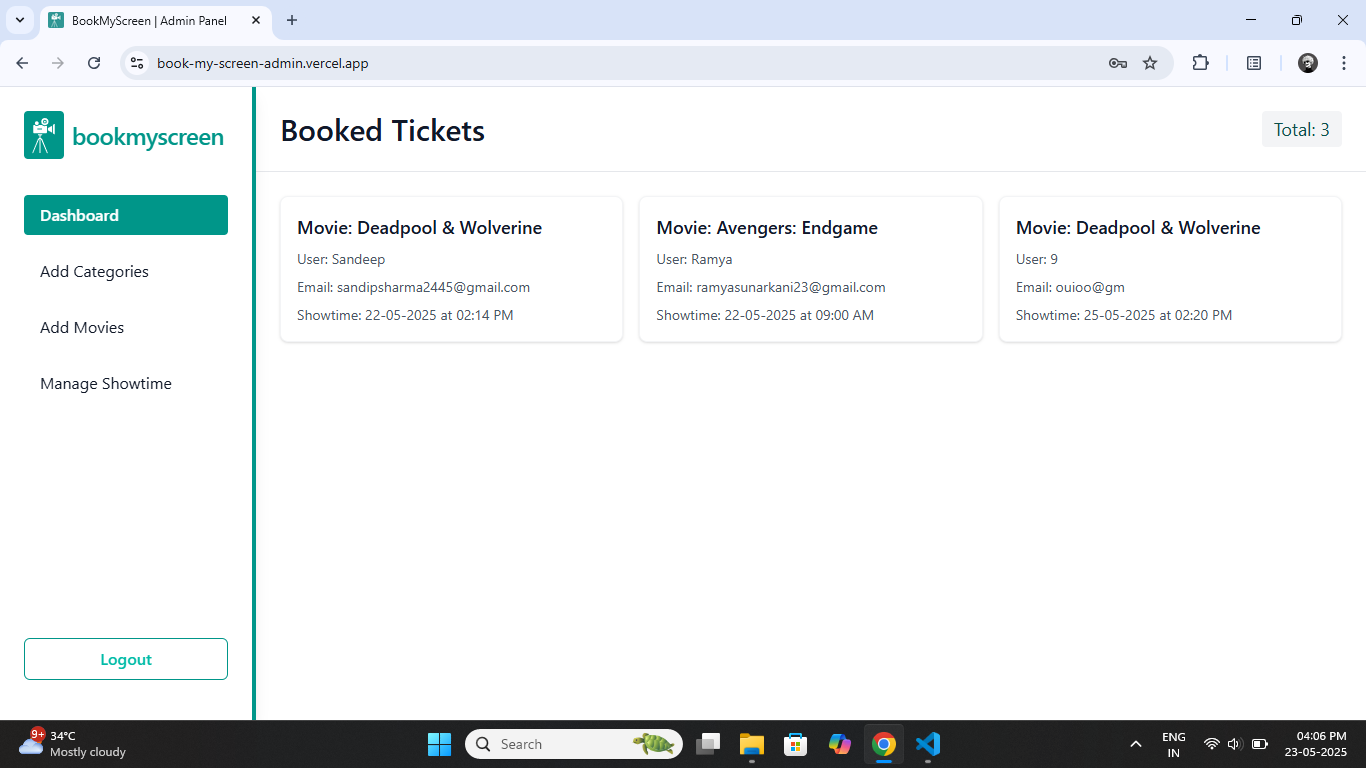 BookMyScreen | Admin Panel
book-my-screen-admin.vercel.app
bookmyscreen
Dashboard
Add Categories
Add Movies
Manage Showtime
Logout
Booked Tickets
Total: 3
Movie: Deadpool & Wolverine
User: Sandeep
Email: sandipsharma2445@gmail.com
Showtime: 22-05-2025 at 02:14 PM
Movie: Avengers: Endgame
User: Ramya
Email: ramyasunarkani23@gmail.com
Showtime: 22-05-2025 at 09:00 AM
Movie: Deadpool & Wolverine
User: 9
Email: ouioo@gm
Showtime: 25-05-2025 at 02:20 PM
9+
34°C
Mostly cloudy
Search
ENG
IN
04:06 PM
23-05-2025